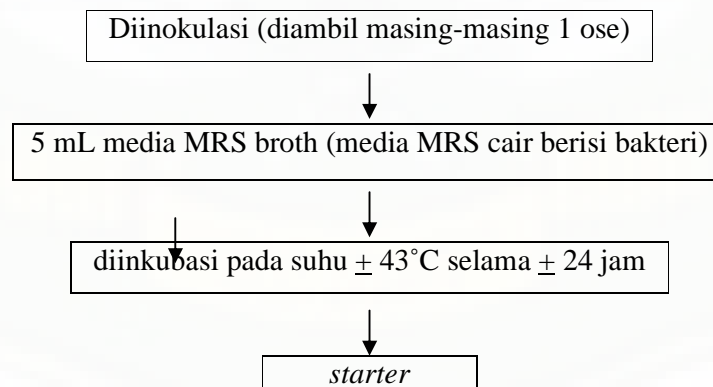 Diinokulasi (diambil masing-masing 1 ose)
5 mL media MRS broth (media MRS cair berisi bakteri)
diinkubasi pada suhu ± 43˚C selama ± 24 jam
starter